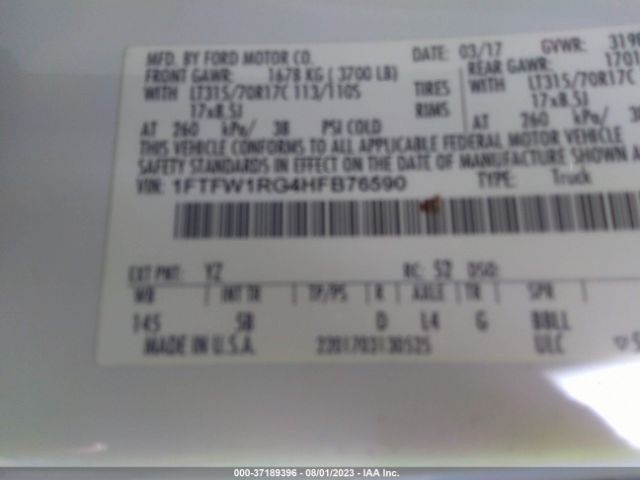 MFD. BY FORD MOTOR CO. DATE: 03/17 GVWR: 319
FRONT GAWR: 1678 KG ( 3700 LB) REAR GAWR: 1701
WITH LT315/70R17C 113/110S TIRES WITH LT315/70R17C
17x8.5J RIMS 17x8.5J
AT 260 kPa/ 38 PSI COLD AT 260 kPa/ 38
THIS VEHICLE CONFORMS TO ALL APPLICABLE FEDERAL MOTOR VEHICLE
SAFETY STANDARDS IN EFFECT ON THE DATE OF MANUFACTURE SHOWN A
VIN: 1FTFW1RG4HFB76590 TYPE: Truck
EXT PNT: YZ RC: 52 DSO:
WB INT TR TP/PS R AXLE TR SPR
145 5B D L4 G BBLL
MADE IN U.S.A. 2201703130525 ULC
000-37189396 - 08/01/2023 - IAA Inc.